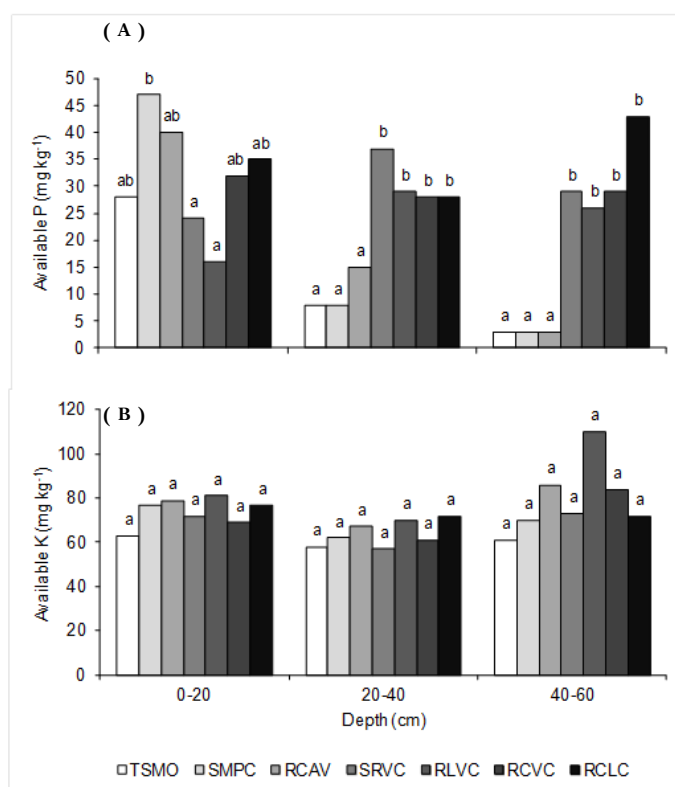 ( A )
Available P (mg kg-1)
50
45
40
35
30
25
20
15
10
5
0
ab b ab a a ab ab
a a a b b b b
a a a b b b b
( B )
Available K (mg kg-1)
120
100
80
60
40
20
0
a a a a a a a
a a a a a a a
a a a a a a a
0-20 20-40 40-60
Depth (cm)
TSMO SMPC RCAV SRVC RLVC RCVC RCLC